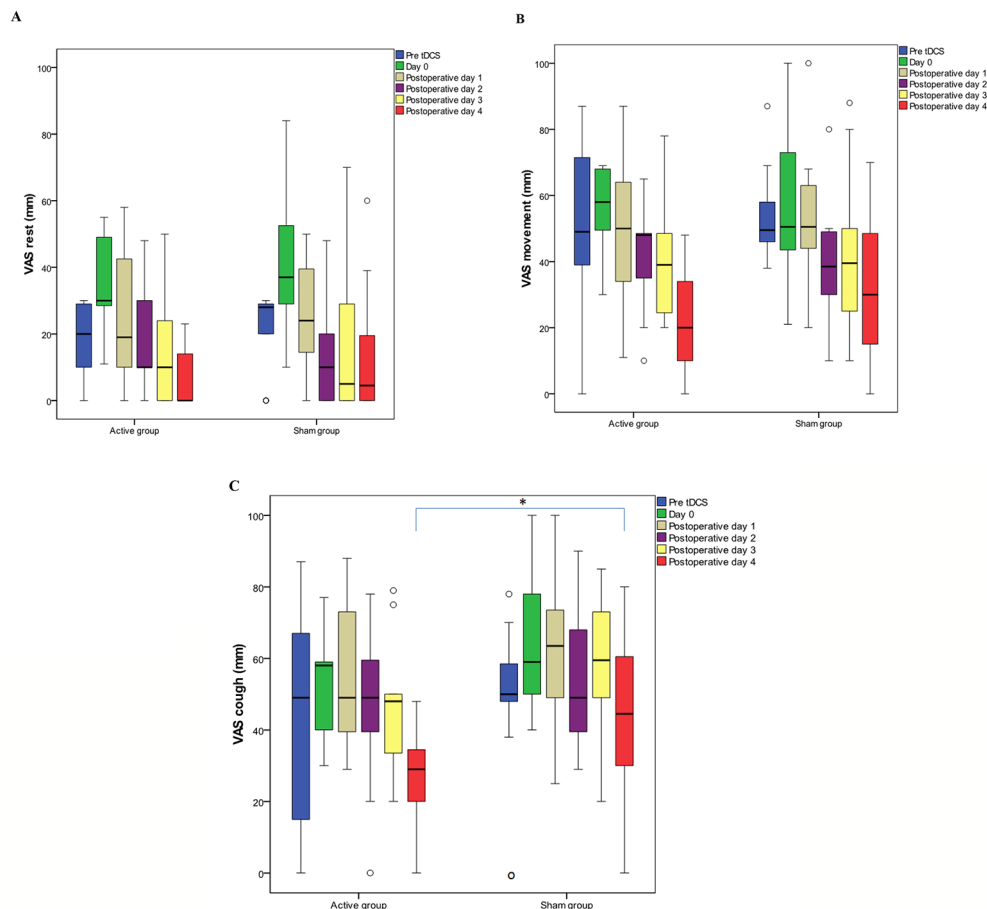 A
VAS rest (mm)
100
80
60
40
20
0
Active group
Sham group
Pre tDCS
Day 0
Postoperative day 1
Postoperative day 2
Postoperative day 3
Postoperative day 4
B
VAS movement (mm)
100
80
60
40
20
0
Active group
Sham group
Pre tDCS
Day 0
Postoperative day 1
Postoperative day 2
Postoperative day 3
Postoperative day 4
C
VAS cough (mm)
100
80
60
40
20
0
*
Active group
Sham group
Pre tDCS
Day 0
Postoperative day 1
Postoperative day 2
Postoperative day 3
Postoperative day 4